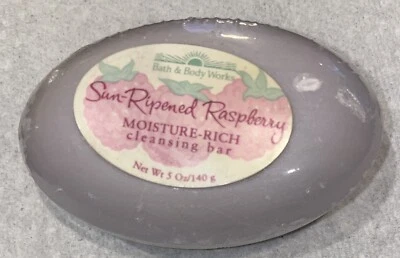 Bath & Body Works
Sun-Ripened Raspberry
MOISTURE-RICH
cleansing bar
Net Wt 5 Oz/140 g